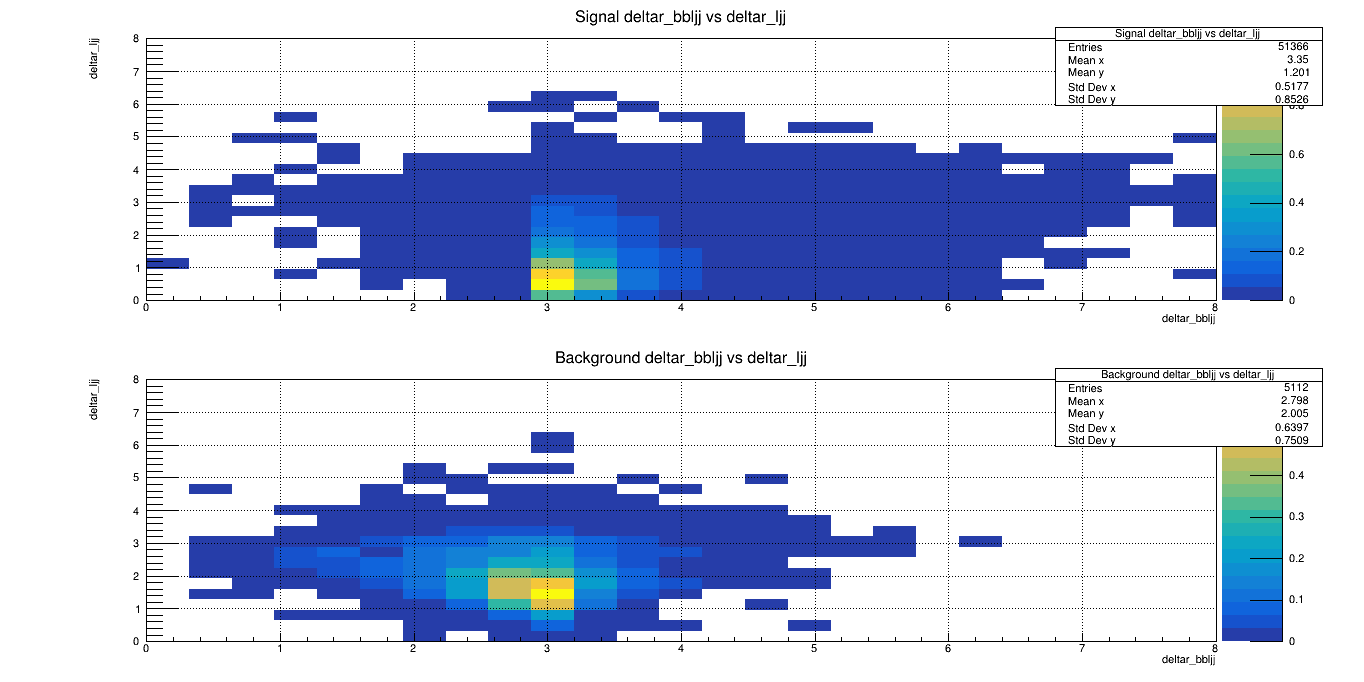 Signal deltar_bbljj vs deltar_ljj
deltar_ljj
8
7
6
5
4
3
2
1
0
0 1 2 3 4 5 6 7 8
deltar_bbljj
Signal deltar_bbljj vs deltar_ljj
Entries 51366
Mean x 3.35
Mean y 1.201
Std Dev x 0.5177
Std Dev y 0.8526
0.8
0.6
0.4
0.2
0
Background deltar_bbljj vs deltar_ljj
deltar_ljj
8
7
6
5
4
3
2
1
0
0 1 2 3 4 5 6 7 8
deltar_bbljj
Background deltar_bbljj vs deltar_ljj
Entries 5112
Mean x 2.798
Mean y 2.005
Std Dev x 0.6397
Std Dev y 0.7509
0.4
0.3
0.2
0.1
0